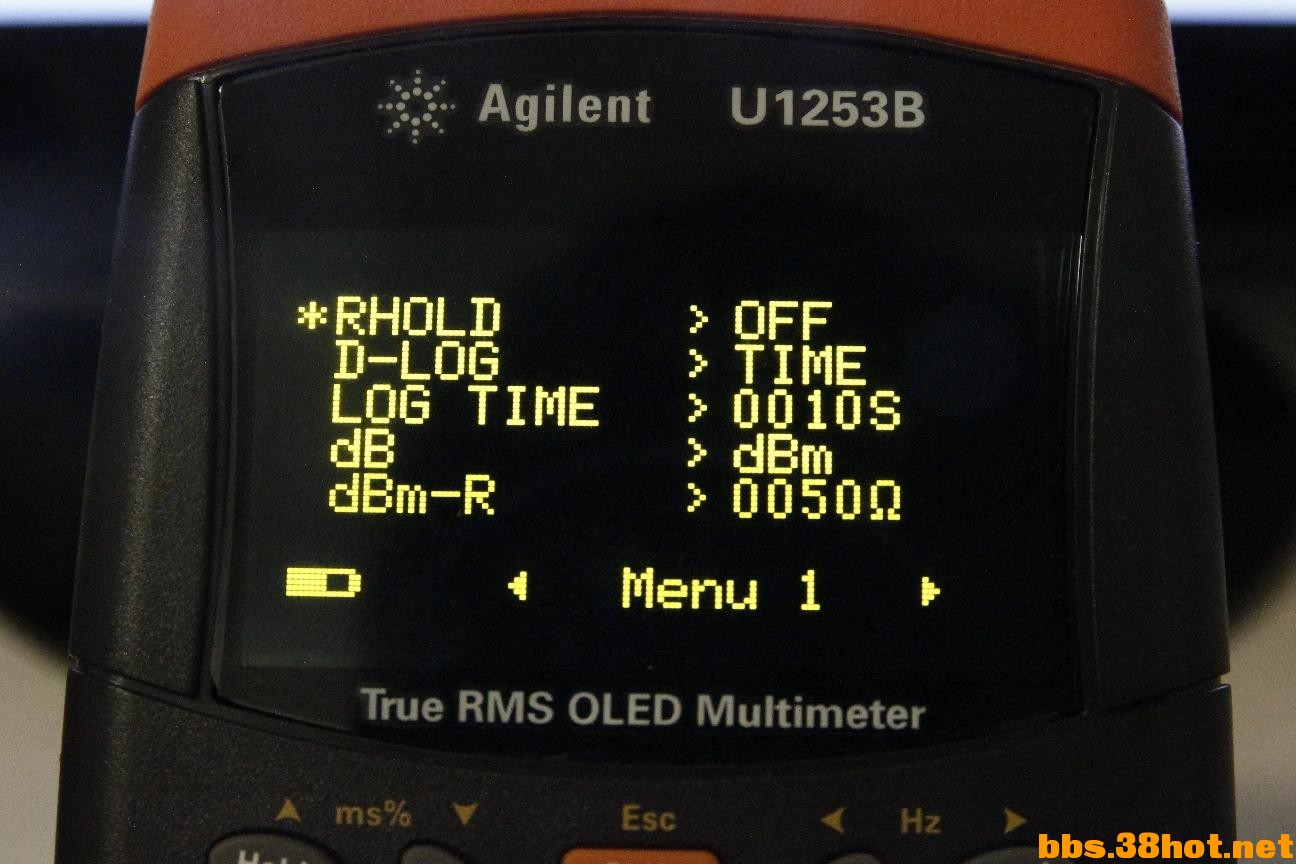 Agilent U1253B
*RHOLD > OFF
D-LOG > TIME
LOG TIME > 0010S
dB > dBm
dBm-R > 0050Ω
Menu 1
True RMS OLED Multimeter
ms% Esc Hz
bbs.38hot.net